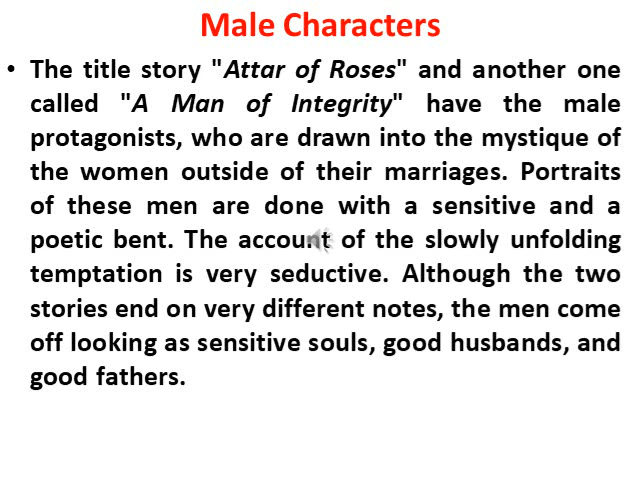 Male Characters
• The title story "Attar of Roses" and another one
called "A Man of Integrity" have the male
protagonists, who are drawn into the mystique of
the women outside of their marriages. Portraits
of these men are done with a sensitive and a
poetic bent. The account of the slowly unfolding
temptation is very seductive. Although the two
stories end on very different notes, the men come
off looking as sensitive souls, good husbands, and
good fathers.